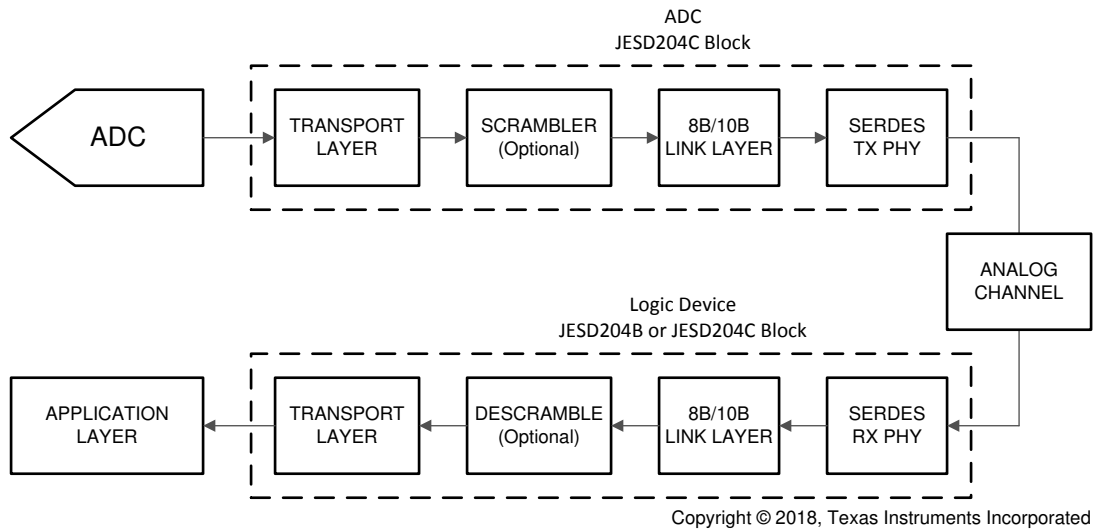 ADC
JESD204C Block
ADC
TRANSPORT
LAYER
SCRAMBLER
(Optional)
8B/10B
LINK LAYER
SERDES
TX PHY
ANALOG
CHANNEL
Logic Device
JESD204B or JESD204C Block
APPLICATION
LAYER
TRANSPORT
LAYER
DESCRAMBLE
(Optional)
8B/10B
LINK LAYER
SERDES
RX PHY
Copyright © 2018, Texas Instruments Incorporated